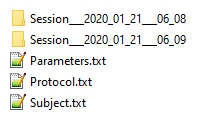 Session___2020_01_21___06_08
Session___2020_01_21___06_09
Parameters.txt
Protocol.txt
Subject.txt